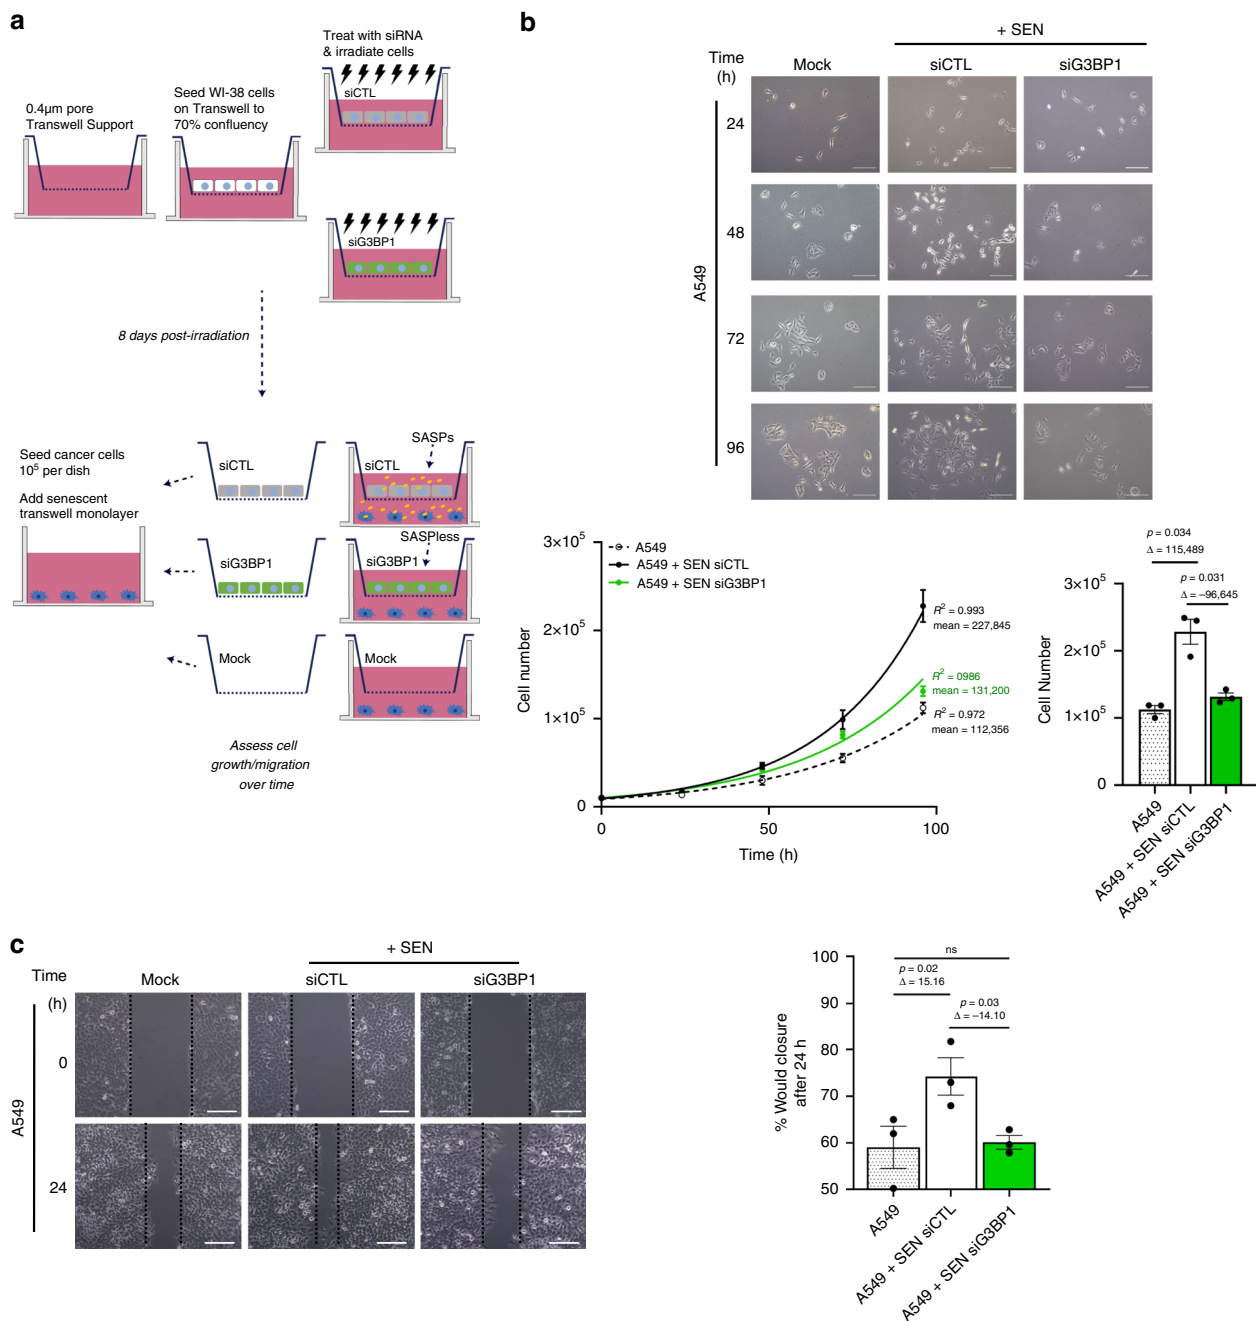 a
0.4µm pore
Transwell Support
Seed WI-38 cells
on Transwell to
70% confluency
Treat with siRNA
& irradiate cells
siCTL
siG3BP1
8 days post-irradiation
Seed cancer cells
10⁵ per dish
Add senescent
transwell monolayer
siCTL
SASPs
siCTL
siG3BP1
SASPless
siG3BP1
Mock
Mock
Assess cell
growth/migration
over time
b
+ SEN
Time
(h)
Mock
siCTL
siG3BP1
A549
24
48
72
96
Cell number
3×10⁵
2×10⁵
1×10⁵
0
A549
A549 + SEN siCTL
A549 + SEN siG3BP1
R² = 0.993
mean = 227,845
R² = 0986
mean = 131,200
R² = 0.972
mean = 112,356
0
50
100
Time (h)
p = 0.034
Δ = 115,489
p = 0.031
Δ = –96,645
Cell Number
3×10⁵
2×10⁵
1×10⁵
0
A549
A549 + SEN siCTL
A549 + SEN siG3BP1
c
+ SEN
Time
(h)
Mock
siCTL
siG3BP1
A549
0
24
% Would closure
after 24 h
100
90
80
70
60
50
ns
p = 0.02
Δ = 15.16
p = 0.03
Δ = –14.10
A549
A549 + SEN siCTL
A549 + SEN siG3BP1